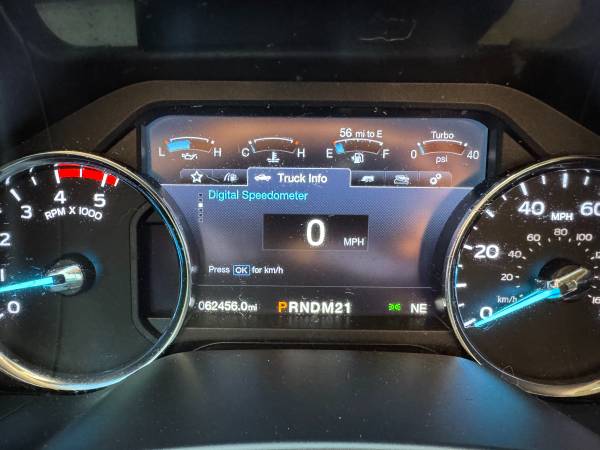 56 mi to E
Turbo
L H
C H
E F
0 psi 40
Truck Info
Digital Speedometer
0 MPH
Press OK for km/h
062456.0 mi
PRNDM21
NE
0 1 2 3 4 5
RPM X 1000
0 20 40 60
MPH
20 40 60 80 100
km/h